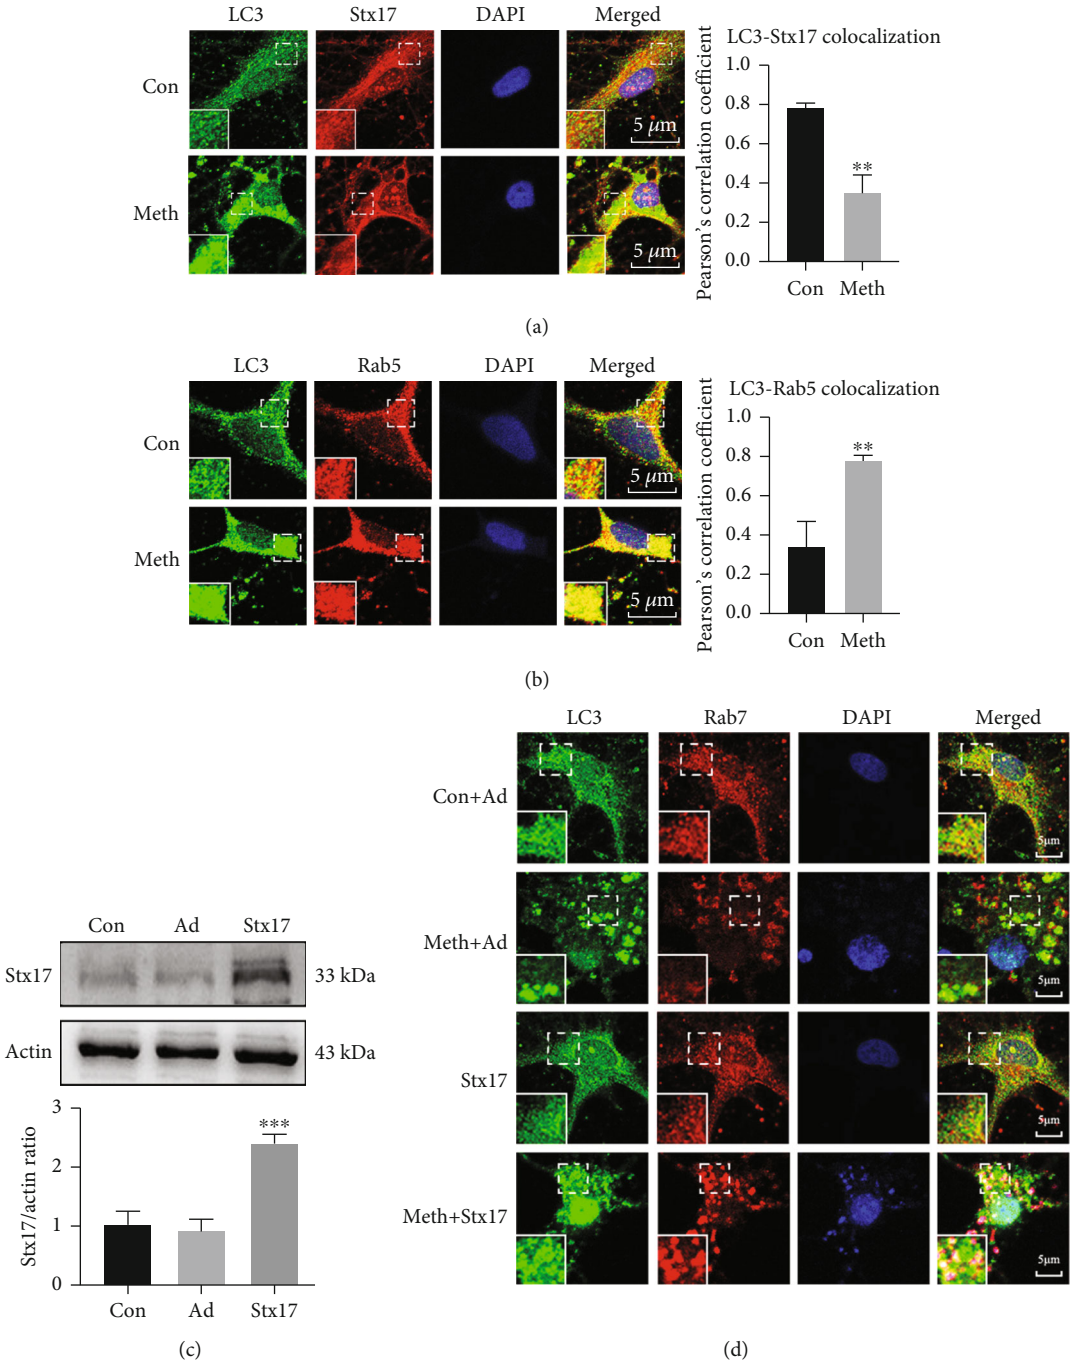 LC3 Stx17 DAPI Merged
Con
5 μm
Meth
5 μm
LC3-Stx17 colocalization
Pearson's correlation coefficient
1.0
0.8
0.6
0.4
0.2
0.0
**
Con Meth
(a)
LC3 Rab5 DAPI Merged
Con
5 μm
Meth
5 μm
LC3-Rab5 colocalization
Pearson's correlation coefficient
1.0
0.8
0.6
0.4
0.2
0.0
**
Con Meth
(b)
Con Ad Stx17
Stx17 33 kDa
Actin 43 kDa
Stx17/actin ratio
3
2
1
0
***
Con Ad Stx17
(c)
LC3 Rab7 DAPI Merged
Con+Ad
5μm
Meth+Ad
5μm
Stx17
5μm
Meth+Stx17
5μm
(d)